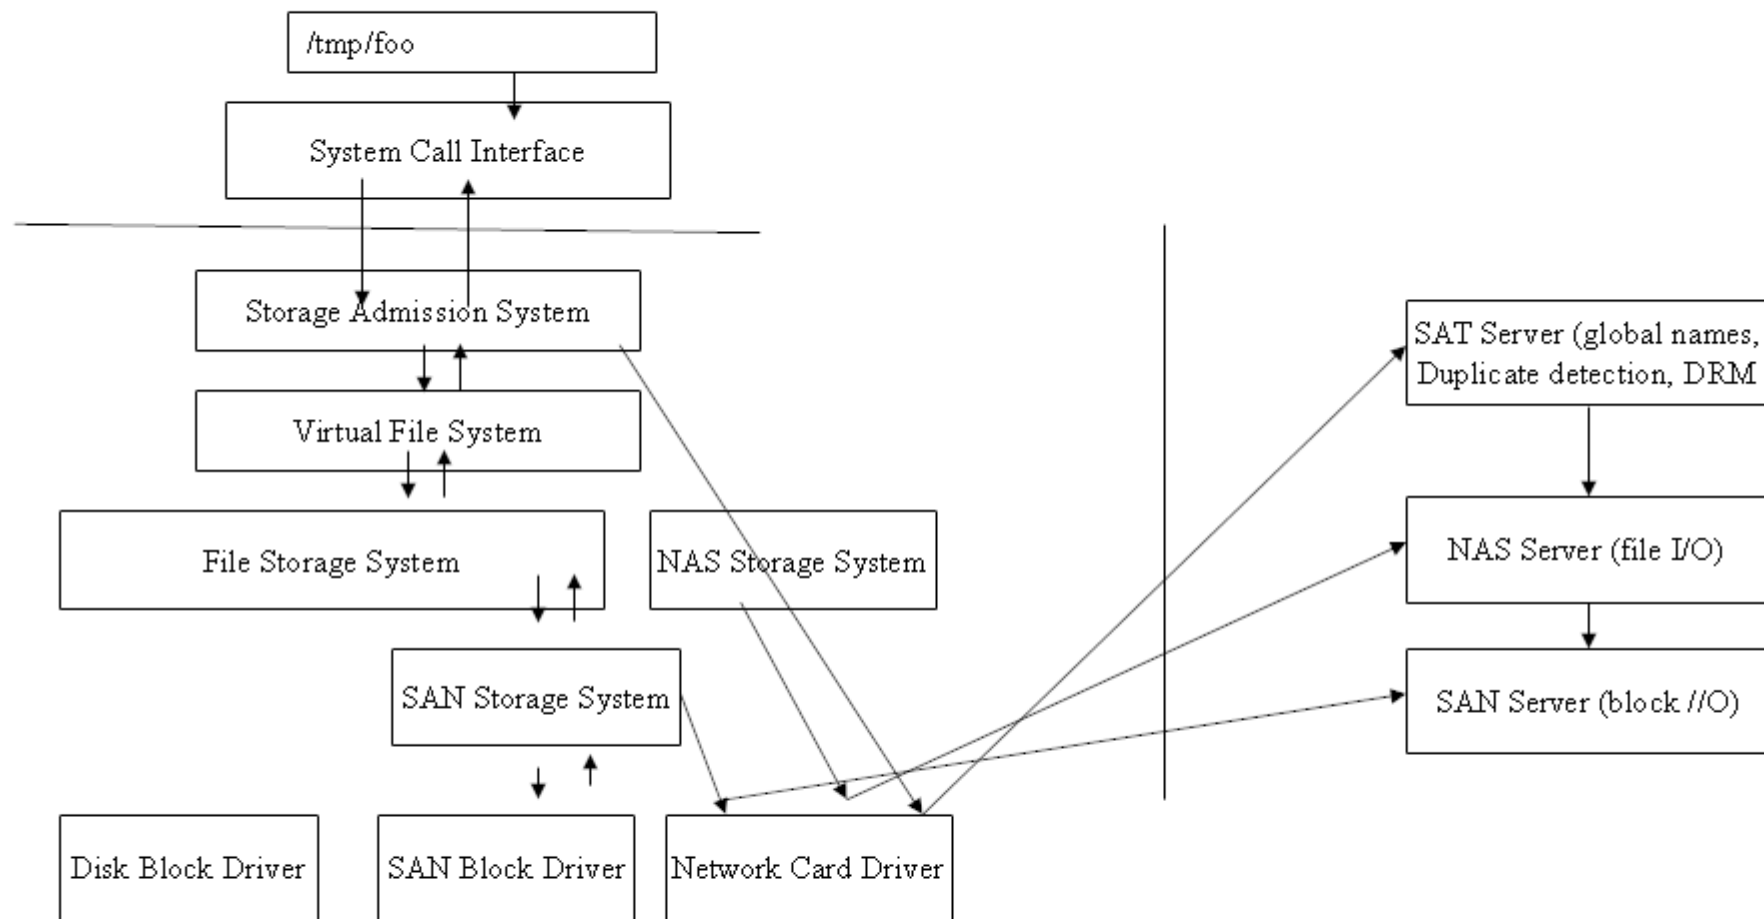 /tmp/foo
System Call Interface
Storage Admission System
Virtual File System
File Storage System
NAS Storage System
SAN Storage System
Disk Block Driver
SAN Block Driver
Network Card Driver
SAT Server (global names,
Duplicate detection, DRM
NAS Server (file I/O)
SAN Server (block //O)